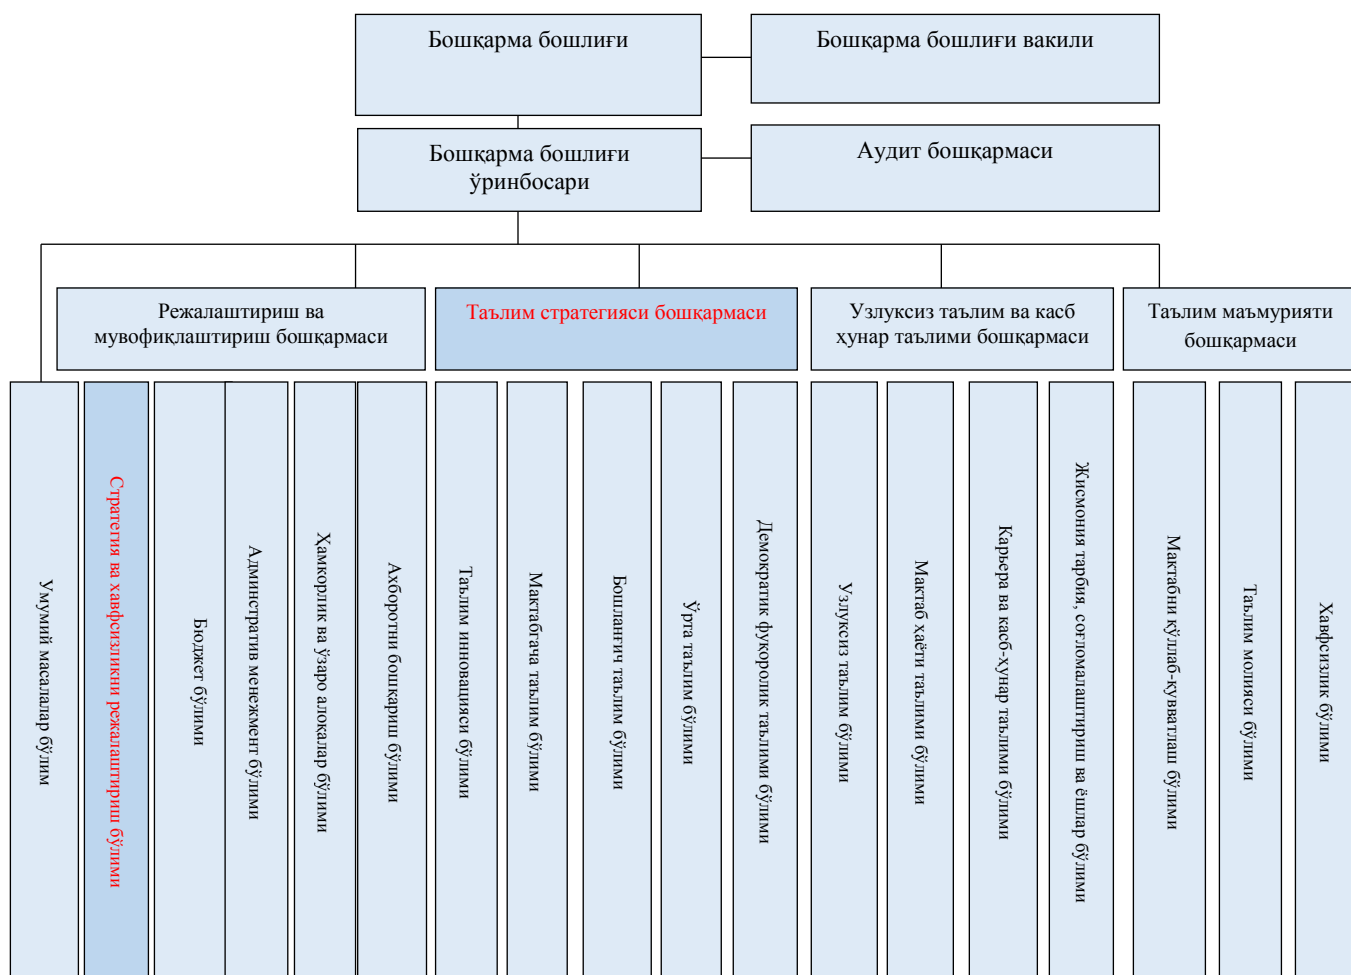 Бошқарма бошлиғи
Бошқарма бошлиғи вакили
Бошқарма бошлиғи
ўринбосари
Аудит бошқармаси
Режалаштириш ва
мувофиқлаштириш бошқармаси
Таълим стратегияси бошқармаси
Узлуксиз таълим ва касб
ҳунар таълими бошқармаси
Таълим маъмурияти
бошқармаси
Умумий масалалар бўлим
Стратегия ва хавфсизликни режалаштириш бўлими
Бюджет бўлими
Админстратив менежмент бўлими
Ҳамкорлик ва ўзаро алоқалар бўлими
Ахборотни бошқариш бўлими
Таълим инновацияси бўлими
Мактабгача таълим бўлими
Бошланғич таълим бўлими
Ўрта таълим бўлими
Демократик фуқоролик таълими бўлими
Узлуксиз таълим бўлими
Мактаб ҳаёти таълими бўлими
Карьера ва касб-ҳунар таълими бўлими
Жисмония тарбия, соғломалаштириш ва ёшлар бўлими
Мактабни қўллаб-қувватлаш бўлими
Таълим молияси бўлими
Хавфсизлик бўлими